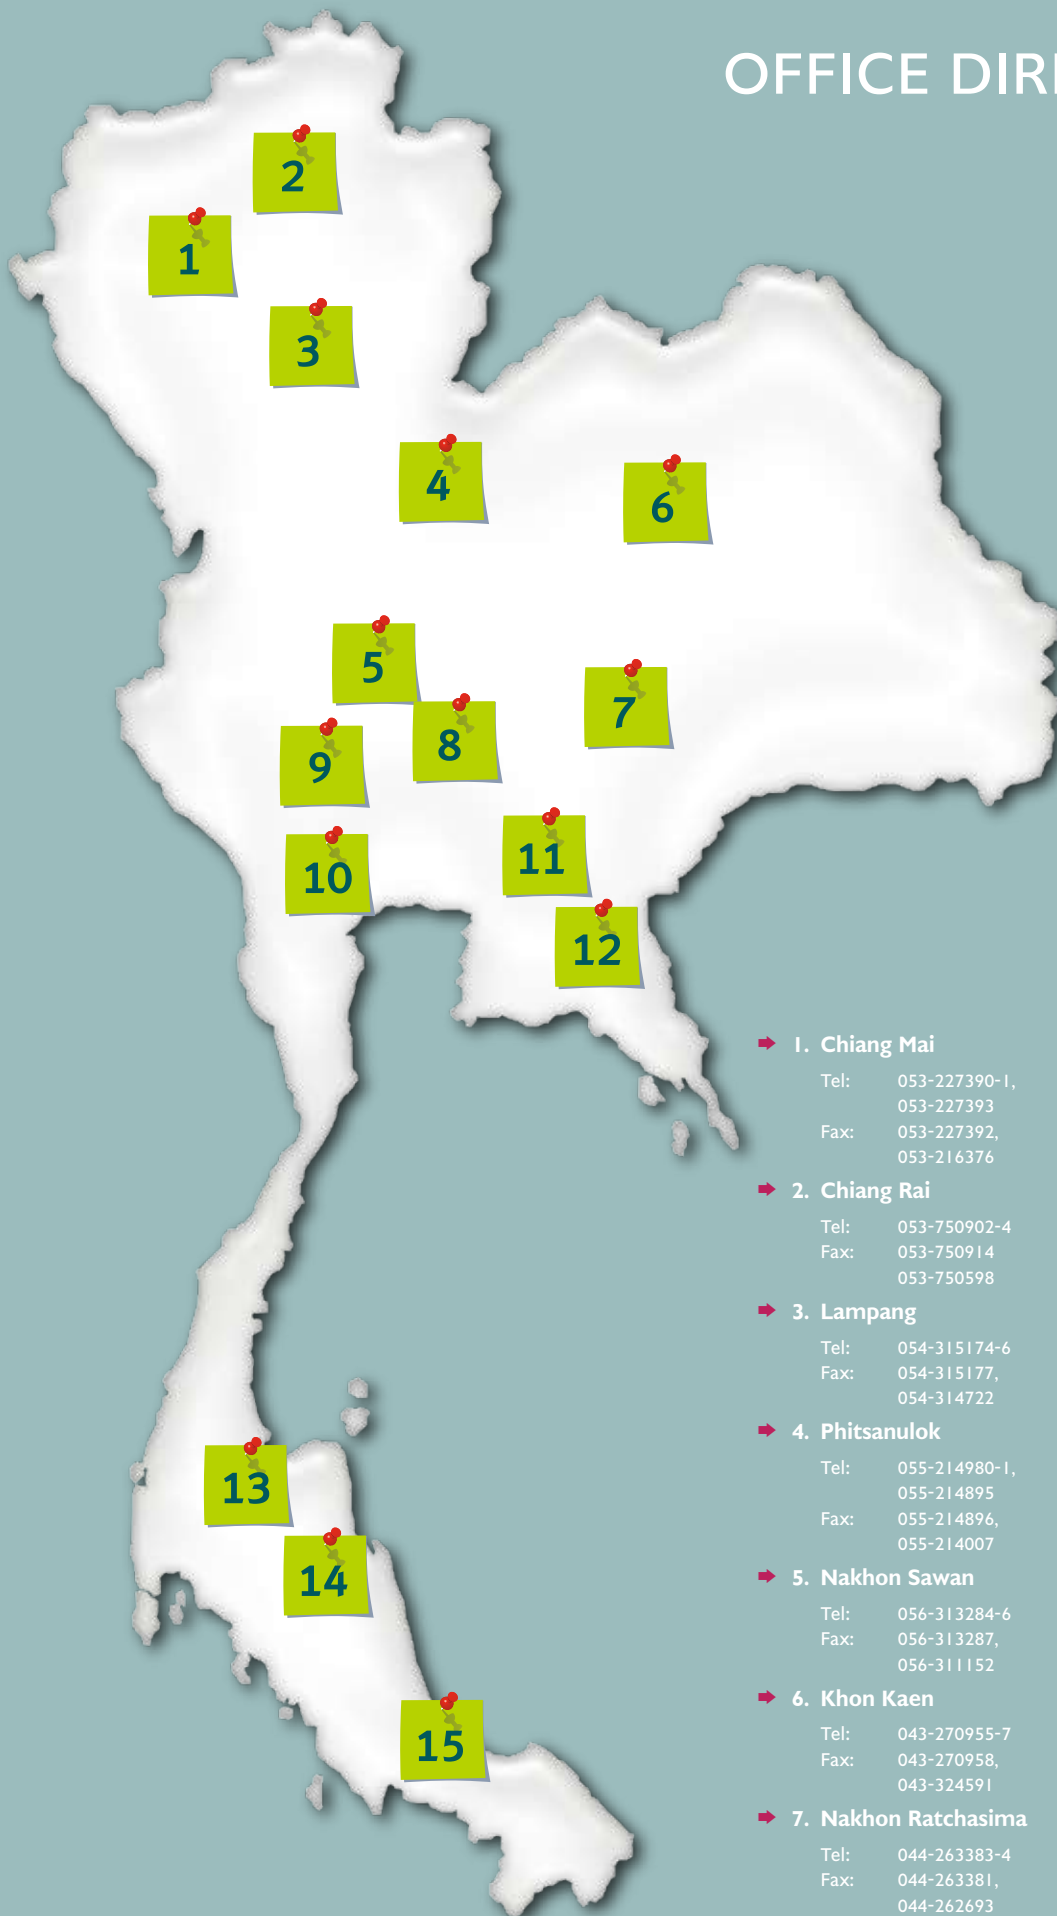 OFFICE DIRE
2
1
3
4
6
5
7
8
9
10
11
12
13
14
15
1. Chiang Mai
Tel: 053-227390-1,
053-227393
Fax: 053-227392,
053-216376
2. Chiang Rai
Tel: 053-750902-4
Fax: 053-750914
053-750598
3. Lampang
Tel: 054-315174-6
Fax: 054-315177,
054-314722
4. Phitsanulok
Tel: 055-214980-1,
055-214895
Fax: 055-214896,
055-214007
5. Nakhon Sawan
Tel: 056-313284-6
Fax: 056-313287,
056-311152
6. Khon Kaen
Tel: 043-270955-7
Fax: 043-270958,
043-324591
7. Nakhon Ratchasima
Tel: 044-263383-4
Fax: 044-263381,
044-262693